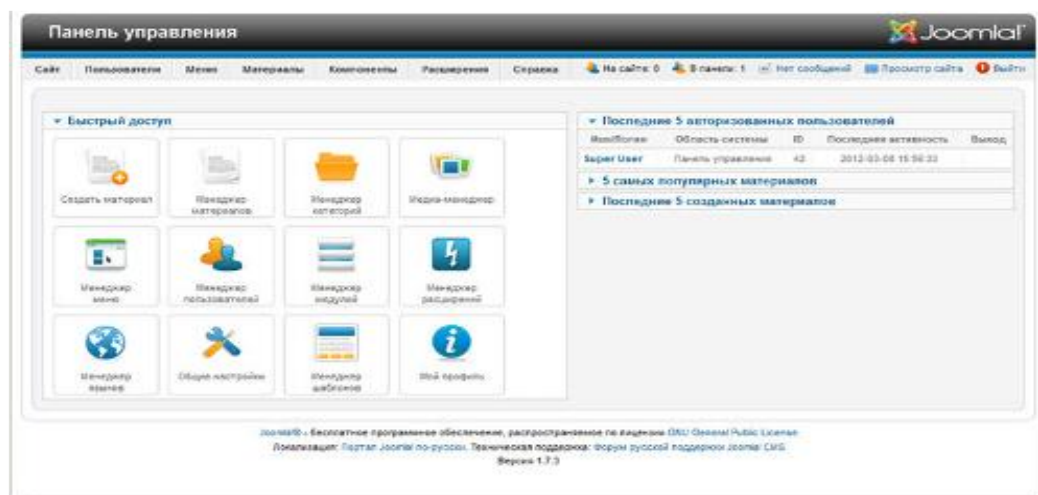 Панель управления
Joomla!
Сайт Пользователи Меню Материалы Компоненты Расширения Справка На сайте: 0 В панели: 1 Нет сообщений Просмотр сайта Выйти
Быстрый доступ
Создать материал
Менеджер материалов
Менеджер категорий
Медиа-менеджер
Менеджер меню
Менеджер пользователей
Менеджер модулей
Менеджер расширений
Менеджер языков
Общие настройки
Менеджер шаблонов
Мой профиль
Последние 5 авторизованных пользователей
Имя/Логин Область системы ID Последняя активность Выход
Super User Панель управления 42
5 самых популярных материалов
Последние 5 созданных материалов
Joomla!® - бесплатное программное обеспечение, распространяемое по лицензии GNU General Public License
Локализация: Портал Joomla! по-русски. Техническая поддержка: Форум русской поддержки Joomla! CMS.
Версия 1.7.3